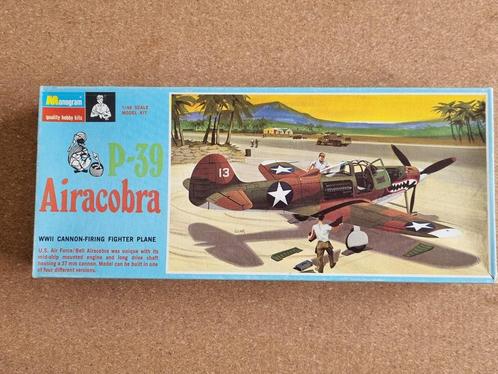 Monogram
quality hobby kits
1/48 SCALE
MODEL KIT
P-39
Airacobra
WWII CANNON-FIRING FIGHTER PLANE
U.S. Air Force/Bell Airacobra was unique with its
mid-ship mounted engine and long drive shaft
housing a 37 mm cannon. Model can be built in one
of four different versions.
13